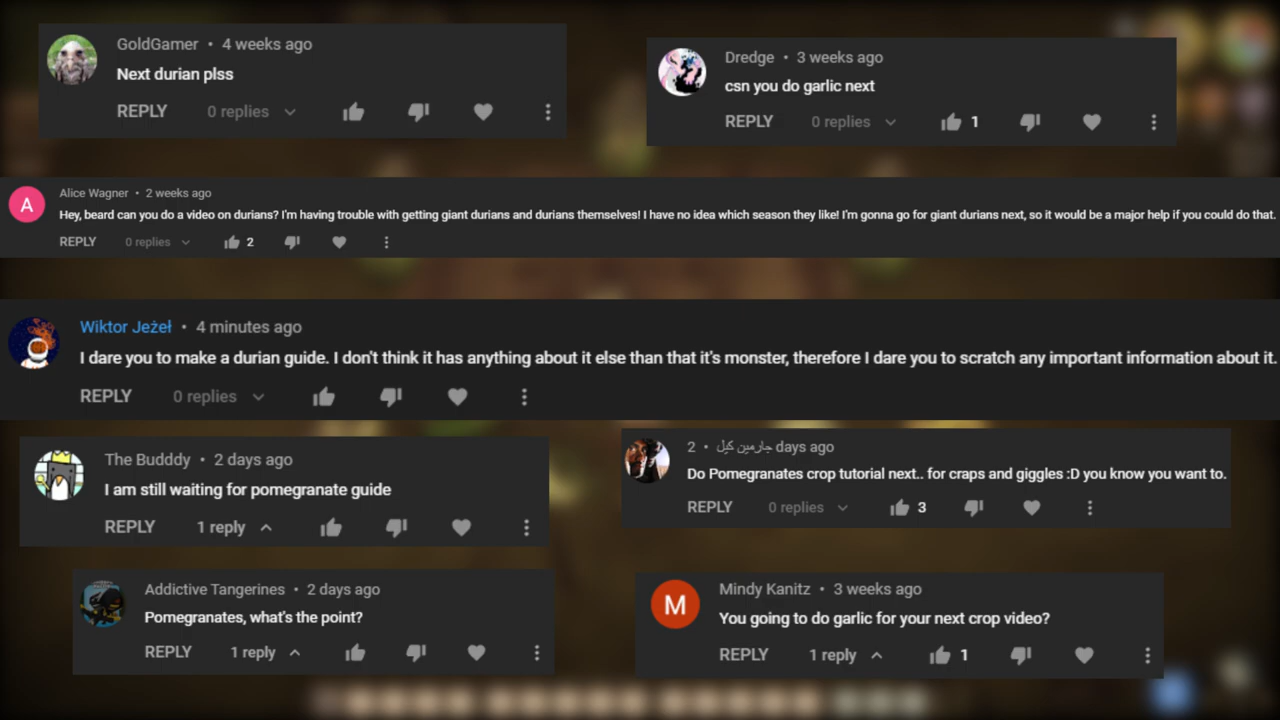 GoldGamer • 4 weeks ago
Next durian plss
REPLY 0 replies
Dredge • 3 weeks ago
csn you do garlic next
REPLY 0 replies 1
A
Alice Wagner • 2 weeks ago
Hey, beard can you do a video on durians? I'm having trouble with getting giant durians and durians themselves! I have no idea which season they like! I'm gonna go for giant durians next, so it would be a major help if you could do that.
REPLY 0 replies 2
Wiktor Jeżeł • 4 minutes ago
I dare you to make a durian guide. I don't think it has anything about it else than that it's monster, therefore I dare you to scratch any important information about it.
REPLY 0 replies
The Budddy • 2 days ago
I am still waiting for pomegranate guide
REPLY 1 reply
2 • جارمين كيل days ago
Do Pomegranates crop tutorial next.. for craps and giggles :D you know you want to.
REPLY 0 replies 3
Addictive Tangerines • 2 days ago
Pomegranates, what's the point?
REPLY 1 reply
M
Mindy Kanitz • 3 weeks ago
You going to do garlic for your next crop video?
REPLY 1 reply 1